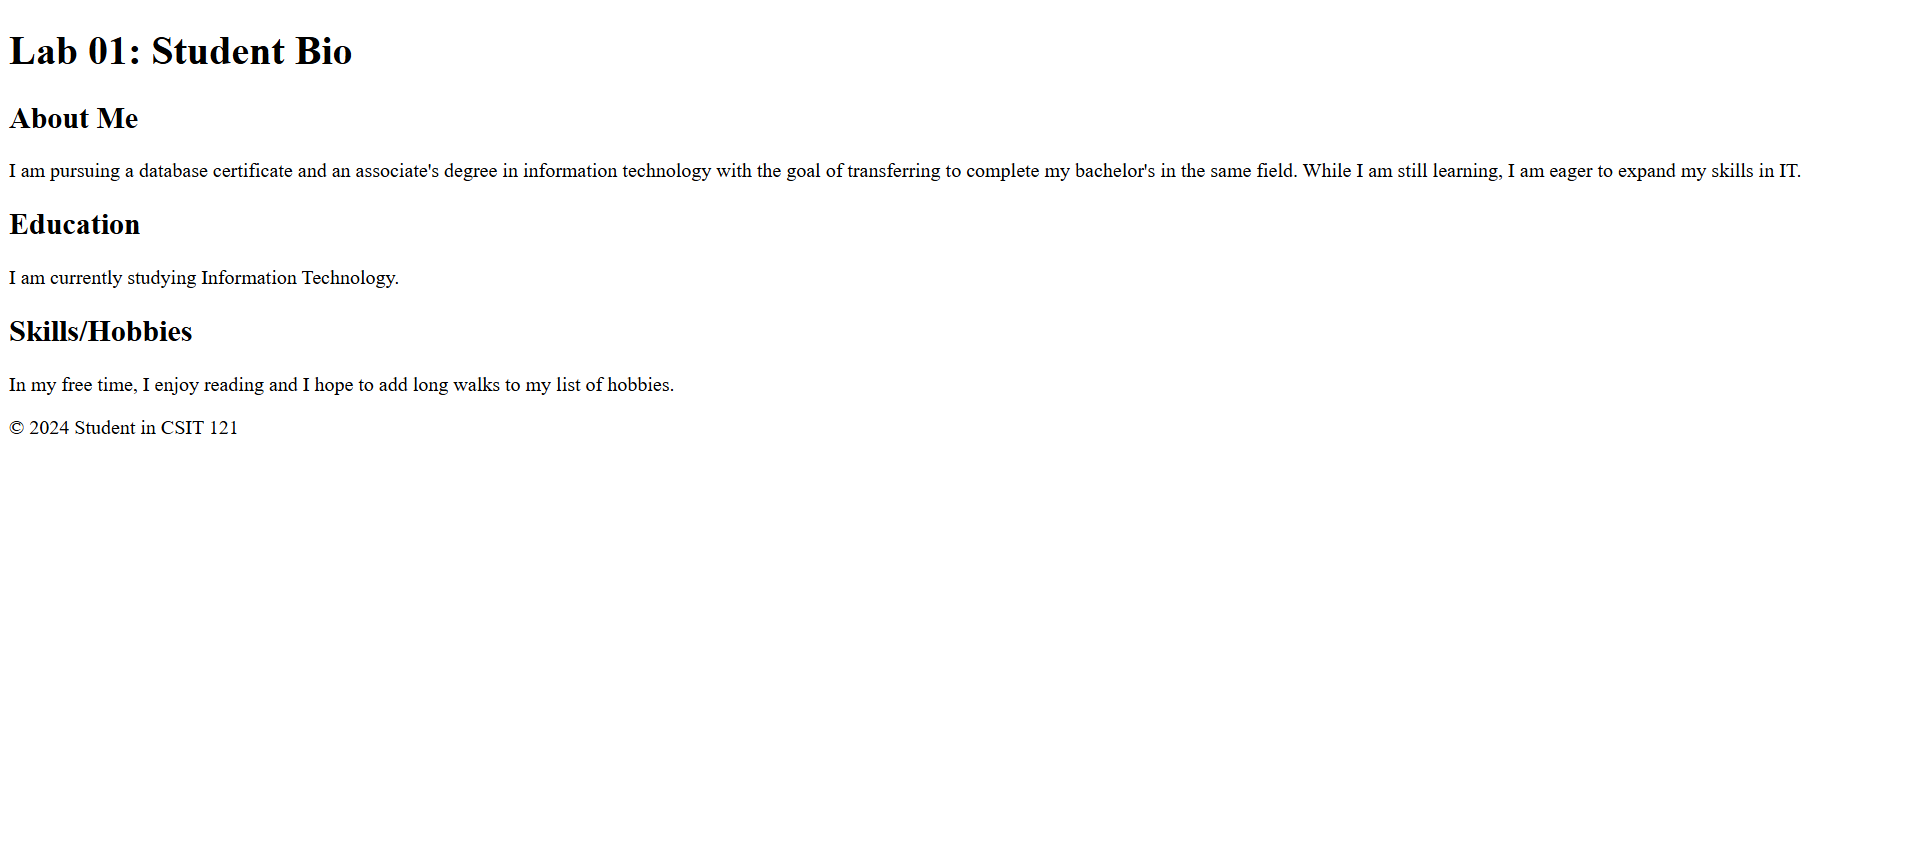 Lab 01: Student Bio
About Me
I am pursuing a database certificate and an associate's degree in information technology with the goal of transferring to complete my bachelor's in the same field. While I am still learning, I am eager to expand my skills in IT.
Education
I am currently studying Information Technology.
Skills/Hobbies
In my free time, I enjoy reading and I hope to add long walks to my list of hobbies.
© 2024 Student in CSIT 121